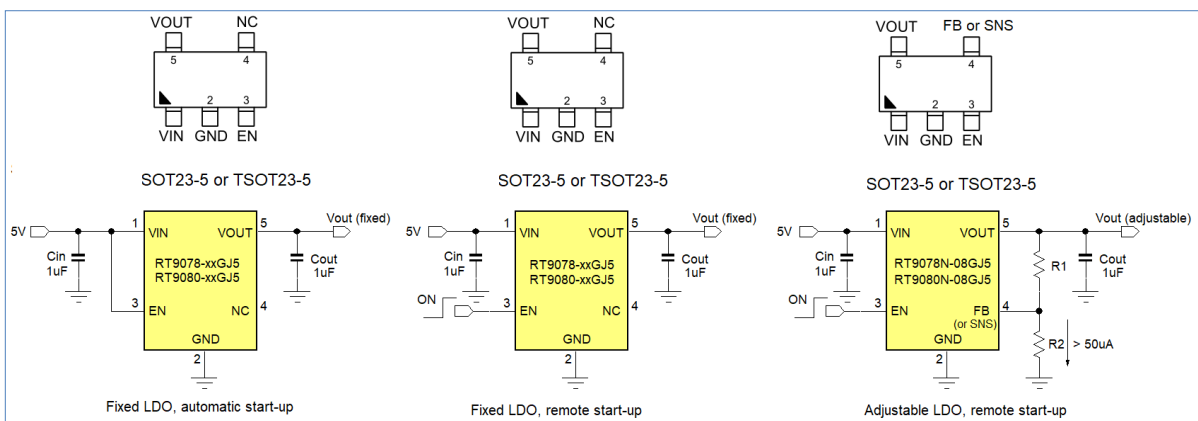 VOUT NC
5 4
2 3
VIN GND EN
SOT23-5 or TSOT23-5
5V
Cin
1uF
1
VIN VOUT
5
Vout (fixed)
RT9078-xxGJ5
RT9080-xxGJ5
Cout
1uF
3
EN NC
4
GND
2
Fixed LDO, automatic start-up
VOUT NC
5 4
2 3
VIN GND EN
SOT23-5 or TSOT23-5
5V
Cin
1uF
1
VIN VOUT
5
Vout (fixed)
RT9078-xxGJ5
RT9080-xxGJ5
Cout
1uF
ON
3
EN NC
4
GND
2
Fixed LDO, remote start-up
VOUT FB or SNS
5 4
2 3
VIN GND EN
SOT23-5 or TSOT23-5
5V
Cin
1uF
1
VIN VOUT
5
Vout (adjustable)
RT9078N-08GJ5
RT9080N-08GJ5
R1
Cout
1uF
ON
3
EN FB
4
(or SNS)
GND
2
R2 > 50uA
Adjustable LDO, remote start-up